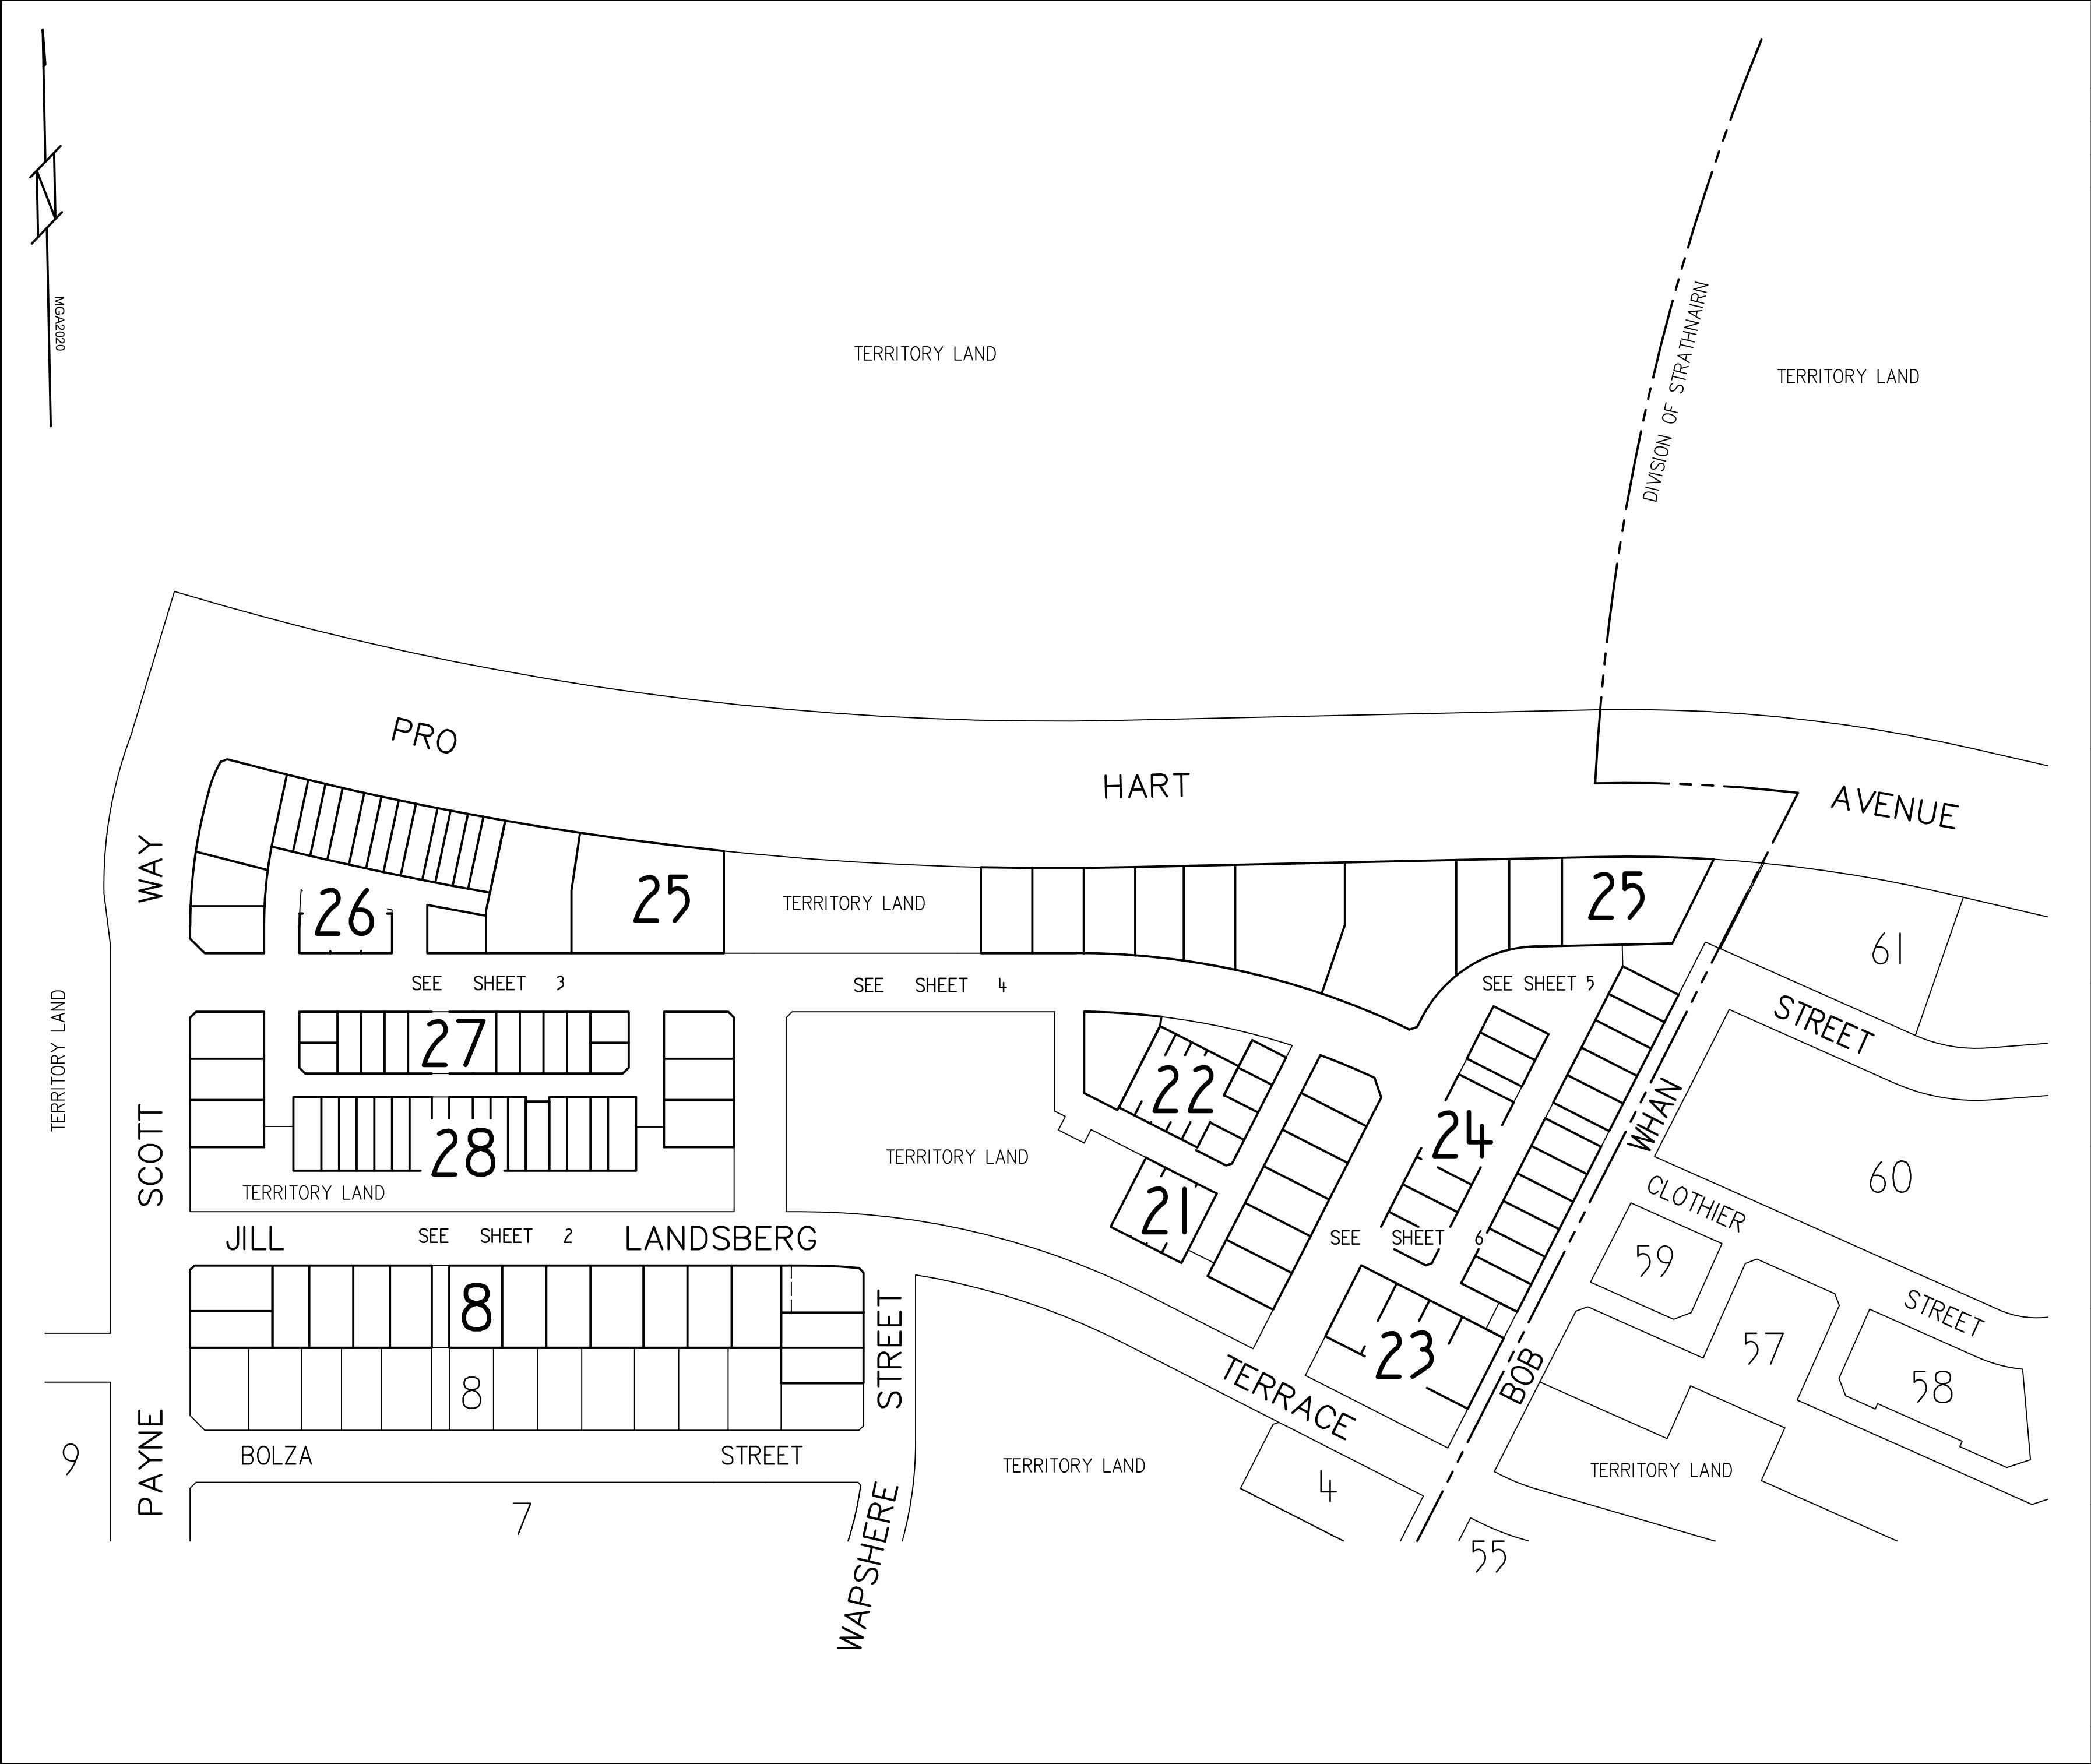 N
MGA2020
TERRITORY LAND
TERRITORY LAND
DIVISION OF STRATHNAIRN
PRO
HART
AVENUE
WAY
26
25
TERRITORY LAND
25
61
SEE SHEET 3
SEE SHEET 4
SEE SHEET 5
STREET
TERRITORY LAND
27
22
24
WHAN
SCOTT
28
TERRITORY LAND
60
TERRITORY LAND
21
CLOTHIER
JILL
SEE SHEET 2
LANDSBERG
SEE SHEET 6
59
8
STREET
STREET
23
57
8
TERRACE
BOB
58
PAYNE
9
BOLZA
STREET
TERRITORY LAND
4
TERRITORY LAND
7
WAPSHERE
55